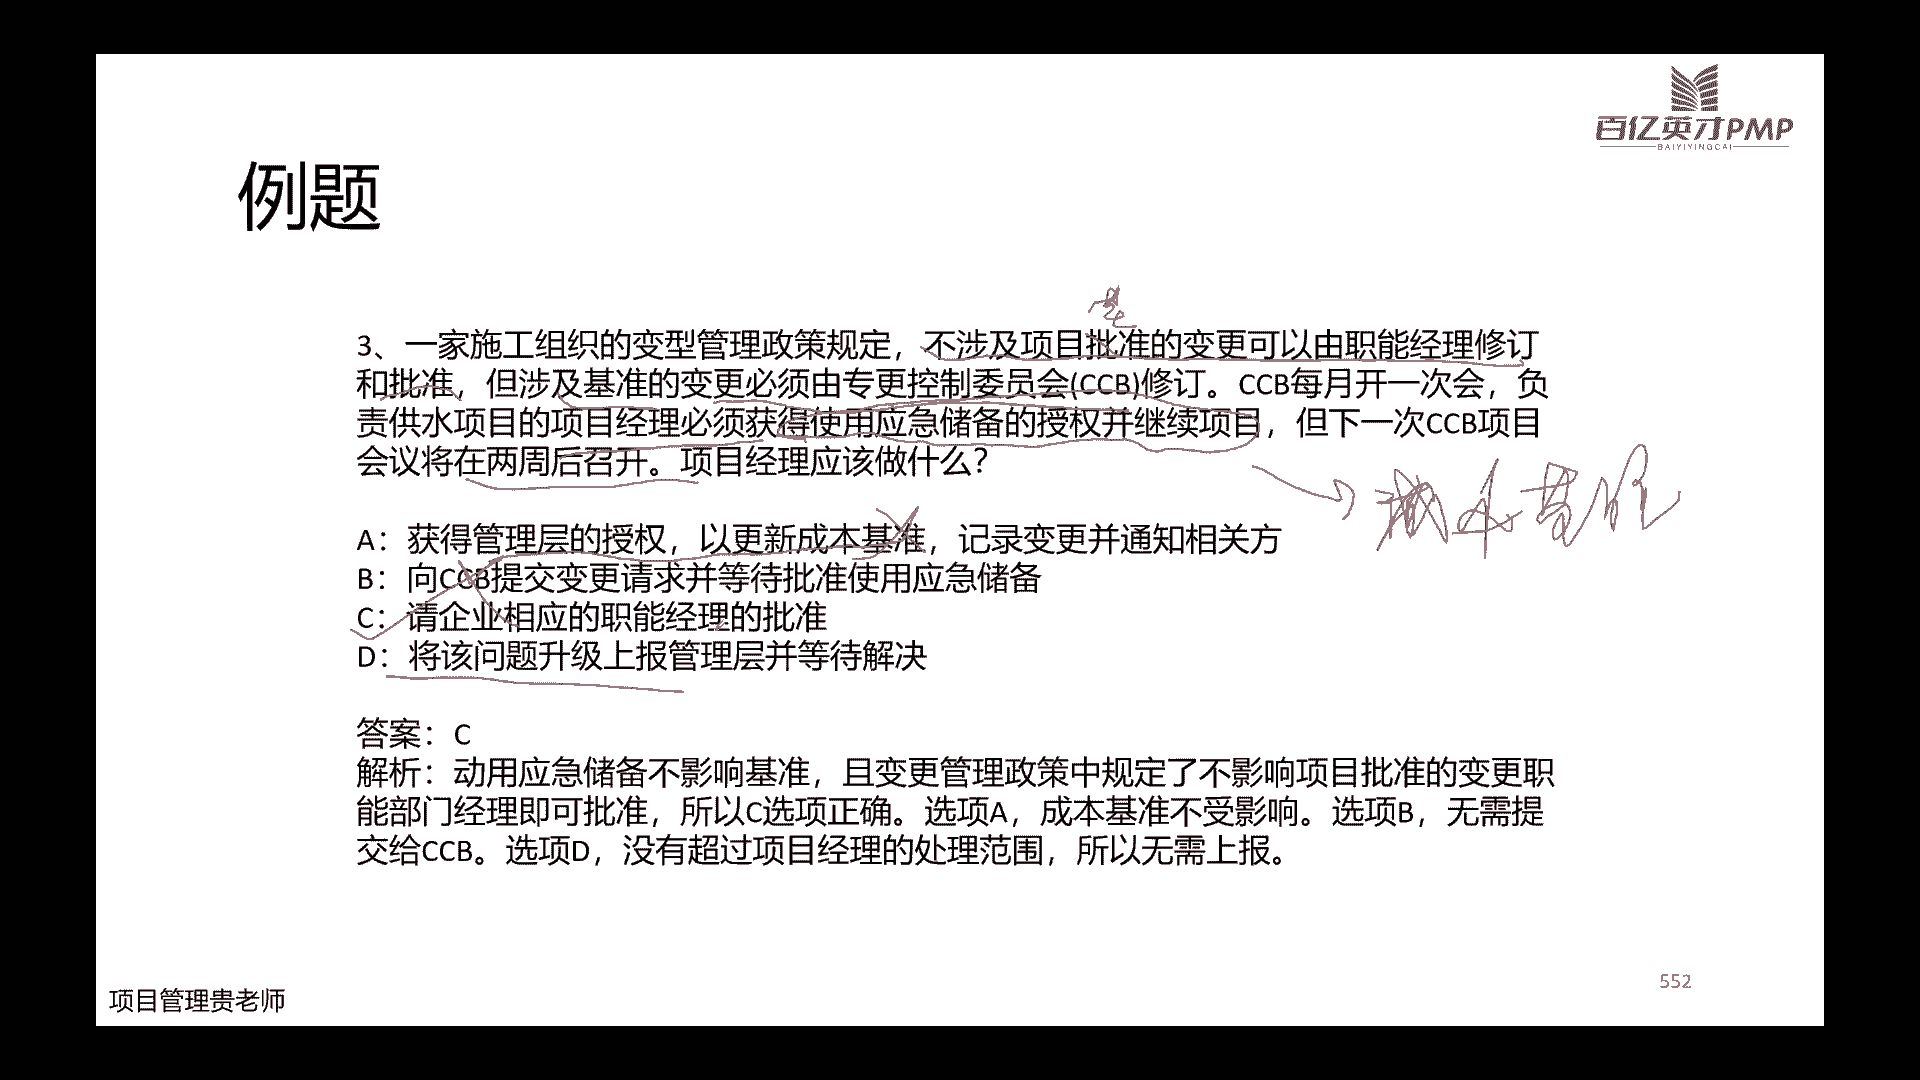 百亿英才PMP
BAIYIYINGCAI
例题
3、一家施工组织的变型管理政策规定，不涉及项目批准的变更可以由职能经理修订
和批准，但涉及基准的变更必须由专更控制委员会(CCB)修订。CCB每月开一次会，负
责供水项目的项目经理必须获得使用应急储备的授权并继续项目，但下一次CCB项目
会议将在两周后召开。项目经理应该做什么？
A：获得管理层的授权，以更新成本基准，记录变更并通知相关方
B：向CCB提交变更请求并等待批准使用应急储备
C：请企业相应的职能经理的批准
D：将该问题升级上报管理层并等待解决
答案：C
解析：动用应急储备不影响基准，且变更管理政策中规定了不影响项目批准的变更职
能部门经理即可批准，所以C选项正确。选项A，成本基准不受影响。选项B，无需提
交给CCB。选项D，没有超过项目经理的处理范围，所以无需上报。
552
项目管理贵老师